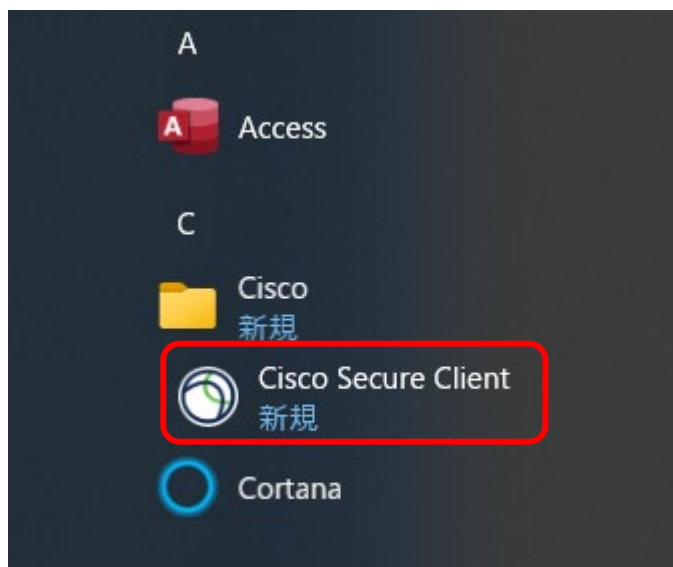 A
A Access
C
Cisco
新規
Cisco Secure Client
新規
Cortana